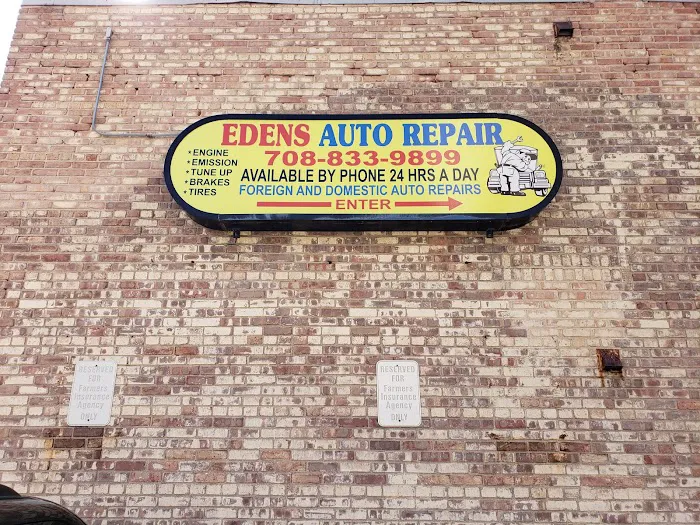 EDENS AUTO REPAIR
708-833-9899
AVAILABLE BY PHONE 24 HRS A DAY
FOREIGN AND DOMESTIC AUTO REPAIRS
ENTER
*ENGINE
*EMISSION
*TUNE UP
*BRAKES
*TIRES
RESERVED
FOR
Farmers
Insurance
Agency
ONLY
RESERVED
FOR
Farmers
Insurance
Agency
ONLY